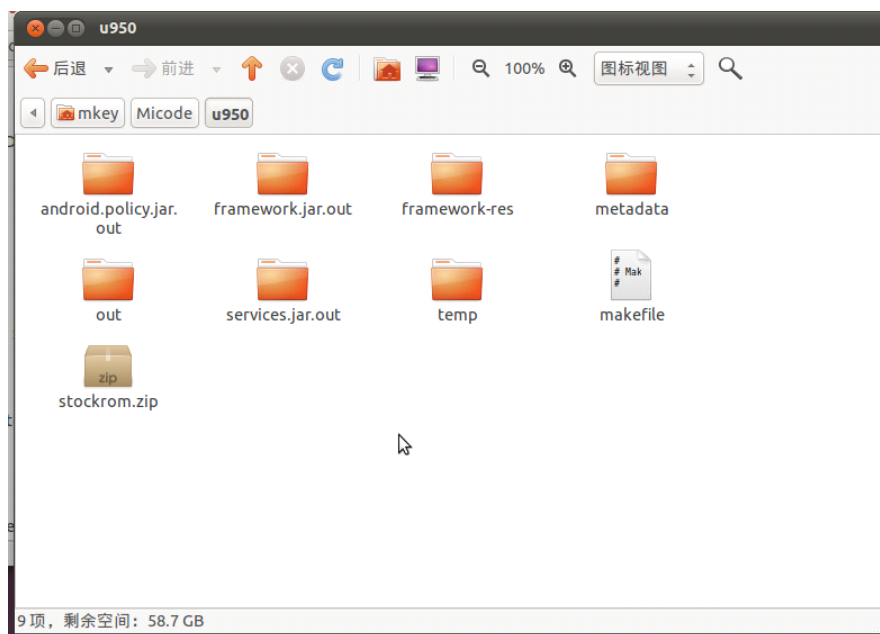 u950
后退 前进 100% 图标视图
mkey Micode u950
android.policy.jar.
out
framework.jar.out
framework-res
metadata
out
services.jar.out
temp
#
# Mak
#
makefile
zip
stockrom.zip
9 项，剩余空间：58.7 GB